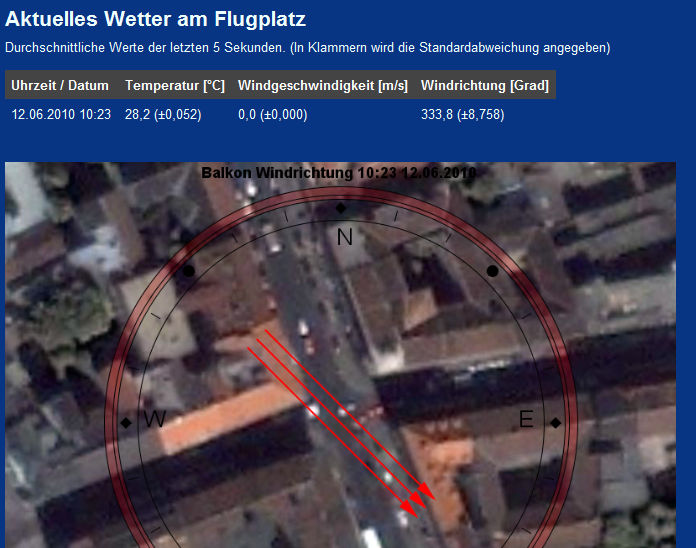 Aktuelles Wetter am Flugplatz
Durchschnittliche Werte der letzten 5 Sekunden. (In Klammern wird die Standardabweichung angegeben)
Uhrzeit / Datum Temperatur [°C] Windgeschwindigkeit [m/s] Windrichtung [Grad]
12.06.2010 10:23 28,2 (±0,052) 0,0 (±0,000) 333,8 (±8,758)
Balkon Windrichtung 10:23 12.06.2010
N
W E